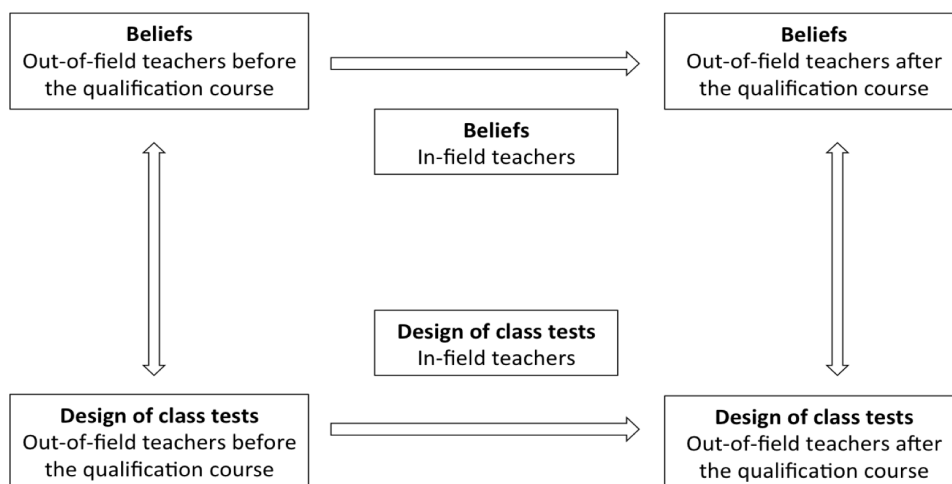 Beliefs
Out-of-field teachers before
the qualification course
Beliefs
Out-of-field teachers after
the qualification course
Beliefs
In-field teachers
Design of class tests
In-field teachers
Design of class tests
Out-of-field teachers before
the qualification course
Design of class tests
Out-of-field teachers after
the qualification course